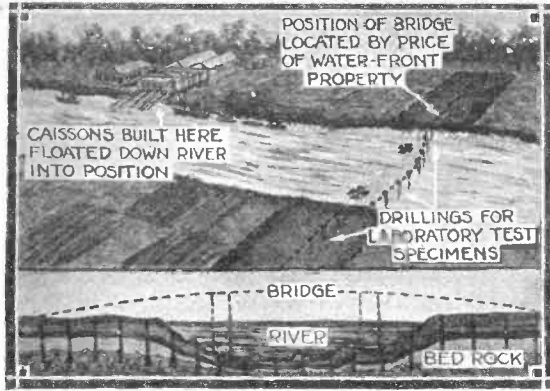 POSITION OF BRIDGE
LOCATED BY PRICE
OF WATER-FRONT
PROPERTY
CAISSONS BUILT HERE
FLOATED DOWN RIVER
INTO POSITION
DRILLINGS FOR
LABORATORY TEST
SPECIMENS
BRIDGE
RIVER
BED ROCK